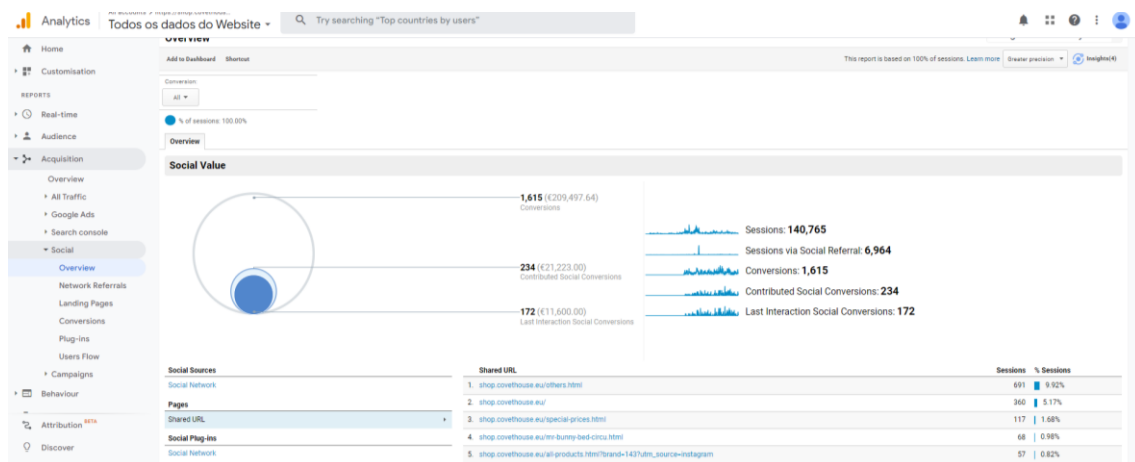 Analytics
Todos os dados do Website
Try searching "Top countries by users"
Home
Customisation
REPORTS
Real-time
Audience
Acquisition
Overview
All Traffic
Google Ads
Search console
Social
Overview
Network Referrals
Landing Pages
Conversions
Plug-ins
Users Flow
Campaigns
Behaviour
Attribution BETA
Discover
Overview
Add to Dashboard Shortcut
This report is based on 100% of sessions. Learn more Greater precision Insights(4)
Conversion:
All
% of sessions: 100.00%
Overview
Social Value
1,615 (€209,497.64)
Conversions
234 (€21,223.00)
Contributed Social Conversions
172 (€11,600.00)
Last Interaction Social Conversions
Sessions: 140,765
Sessions via Social Referral: 6,964
Conversions: 1,615
Contributed Social Conversions: 234
Last Interaction Social Conversions: 172
Social Sources
Social Network
Pages
Shared URL
Social Plug-ins
Social Network
Shared URL Sessions % Sessions
1. shop.covethouse.eu/others.html 691 9.92%
2. shop.covethouse.eu/ 360 5.17%
3. shop.covethouse.eu/special-prices.html 117 1.68%
4. shop.covethouse.eu/mr-bunny-bed-circu.html 68 0.98%
5. shop.covethouse.eu/all-products.html?brand=143?utm_source=instagram 57 0.82%